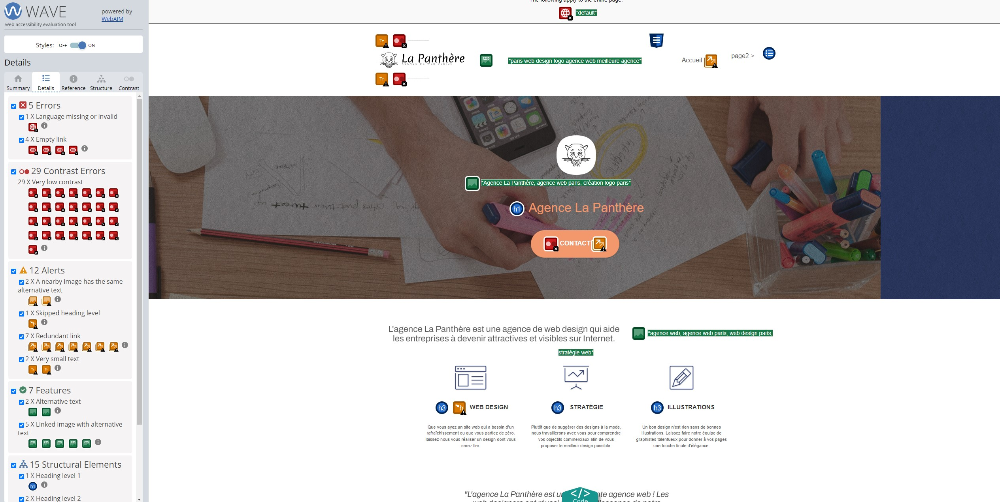 WAVE
powered by
WebAIM
web accessibility evaluation tool
Styles: OFF ON
Details
Summary Details Reference Structure Contrast
5 Errors
1 X Language missing or invalid
4 X Empty link
29 Contrast Errors
29 X Very low contrast
12 Alerts
2 X A nearby image has the same
alternative text
1 X Skipped heading level
7 X Redundant link
2 X Very small text
7 Features
2 X Alternative text
5 X Linked image with alternative
text
15 Structural Elements
1 X Heading level 1
h1
2 X Heading level 2
The following apply to the entire page:
*default*
La Panthère
AGENCE DE WEB DESIGN
*paris web design logo agence web meilleure agence*
Accueil
page2 >
*Agence La Panthère, agence web paris, création logo paris*
h1 Agence La Panthère
CONTACT
L'agence La Panthère est une agence de web design qui aide
les entreprises à devenir attractives et visibles sur Internet.
*agence web, agence web paris, web design paris,
stratégie web*
h3 h WEB DESIGN
h3 STRATÉGIE
h3 ILLUSTRATIONS
Que vous ayez un site web qui a besoin d'un
rafraîchissement ou que vous partiez de zéro,
laissez-nous vous réaliser un design dont vous
serez fier.
Plutôt que de suggérer des designs à la mode,
nous travaillerons avec vous pour comprendre
vos objectifs commerciaux afin de vous
proposer le meilleur design possible.
Un bon design n'est rien sans de bonnes
illustrations. Laissez faire notre équipe de
graphistes talentueux pour donner à vos pages
une touche finale d'élégance.
"L'agence La Panthère est agence web ! Les
</> Code